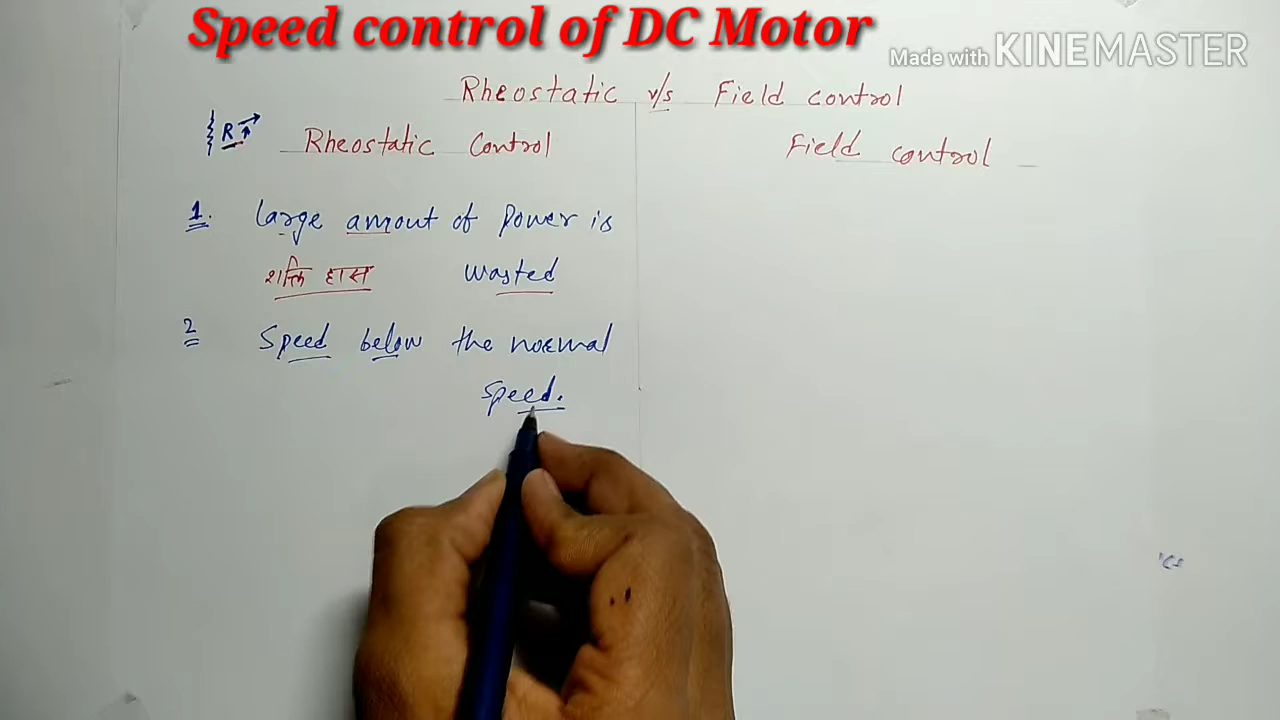 Speed control of DC Motor
Made with KINEMASTER
Rheostatic v/s Field control
R
Rheostatic Control
Field control
1. Large amout of Power is
शक्ति हास wasted
2 Speed below the normal
speed.